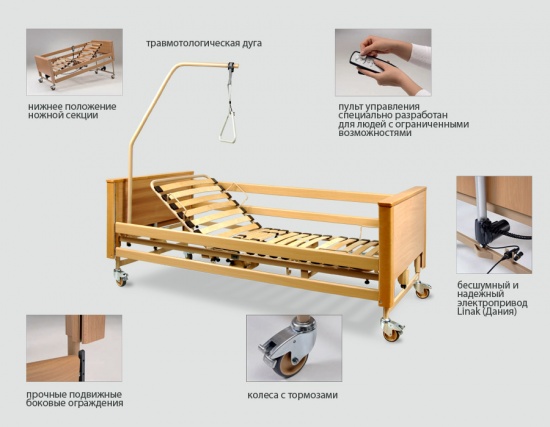 травмотологическая дуга
нижнее положение
ножной секции
пульт управления
специально разработан
для людей с ограниченными
возможностями
бесшумный и
надежный
электропривод
Linak (Дания)
прочные подвижные
боковые ограждения
колеса с тормозами